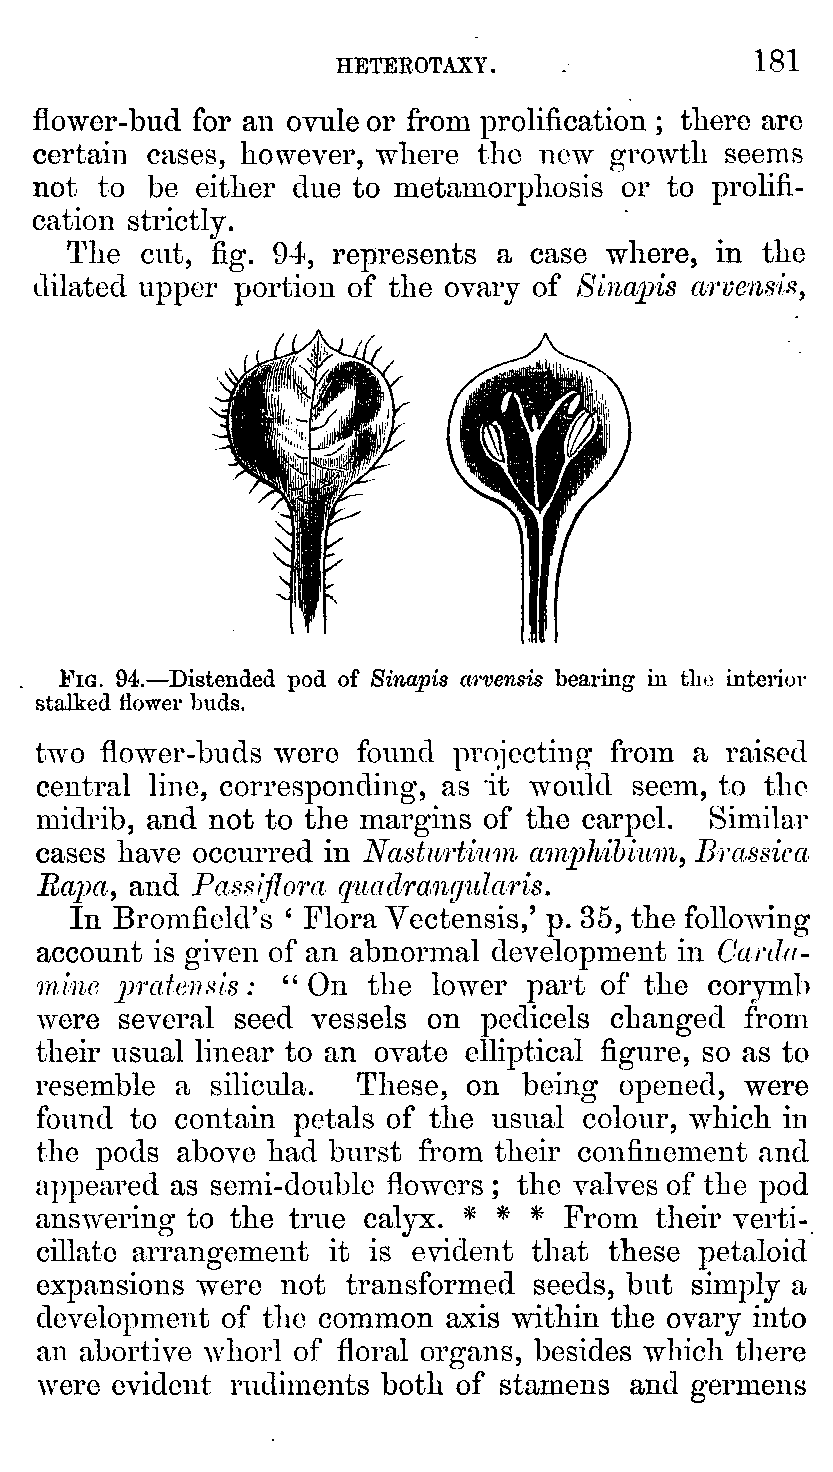 HETEROTAXY. 181
flower-bud for an ovule or from prolification ; there are
certain cases, however, where the new growth seems
not to be either due to metamorphosis or to prolifi-
cation strictly.
The cut, fig. 94, represents a case where, in the
dilated upper portion of the ovary of Sinapis arvensis,
FIG. 94.—Distended pod of Sinapis arvensis bearing in the interior
stalked flower buds.
two flower-buds were found projecting from a raised
central line, corresponding, as it would seem, to the
midrib, and not to the margins of the carpel. Similar
cases have occurred in Nasturtium amphibium, Brassica
Rapa, and Passiflora quadrangularis.
In Bromfield's ‘ Flora Vectensis,’ p. 35, the following
account is given of an abnormal development in Carda-
mine pratensis : “ On the lower part of the corymb
were several seed vessels on pedicels changed from
their usual linear to an ovate elliptical figure, so as to
resemble a silicula. These, on being opened, were
found to contain petals of the usual colour, which in
the pods above had burst from their confinement and
appeared as semi-double flowers ; the valves of the pod
answering to the true calyx. * * * From their verti-
cillate arrangement it is evident that these petaloid
expansions were not transformed seeds, but simply a
development of the common axis within the ovary into
an abortive whorl of floral organs, besides which there
were evident rudiments both of stamens and germens